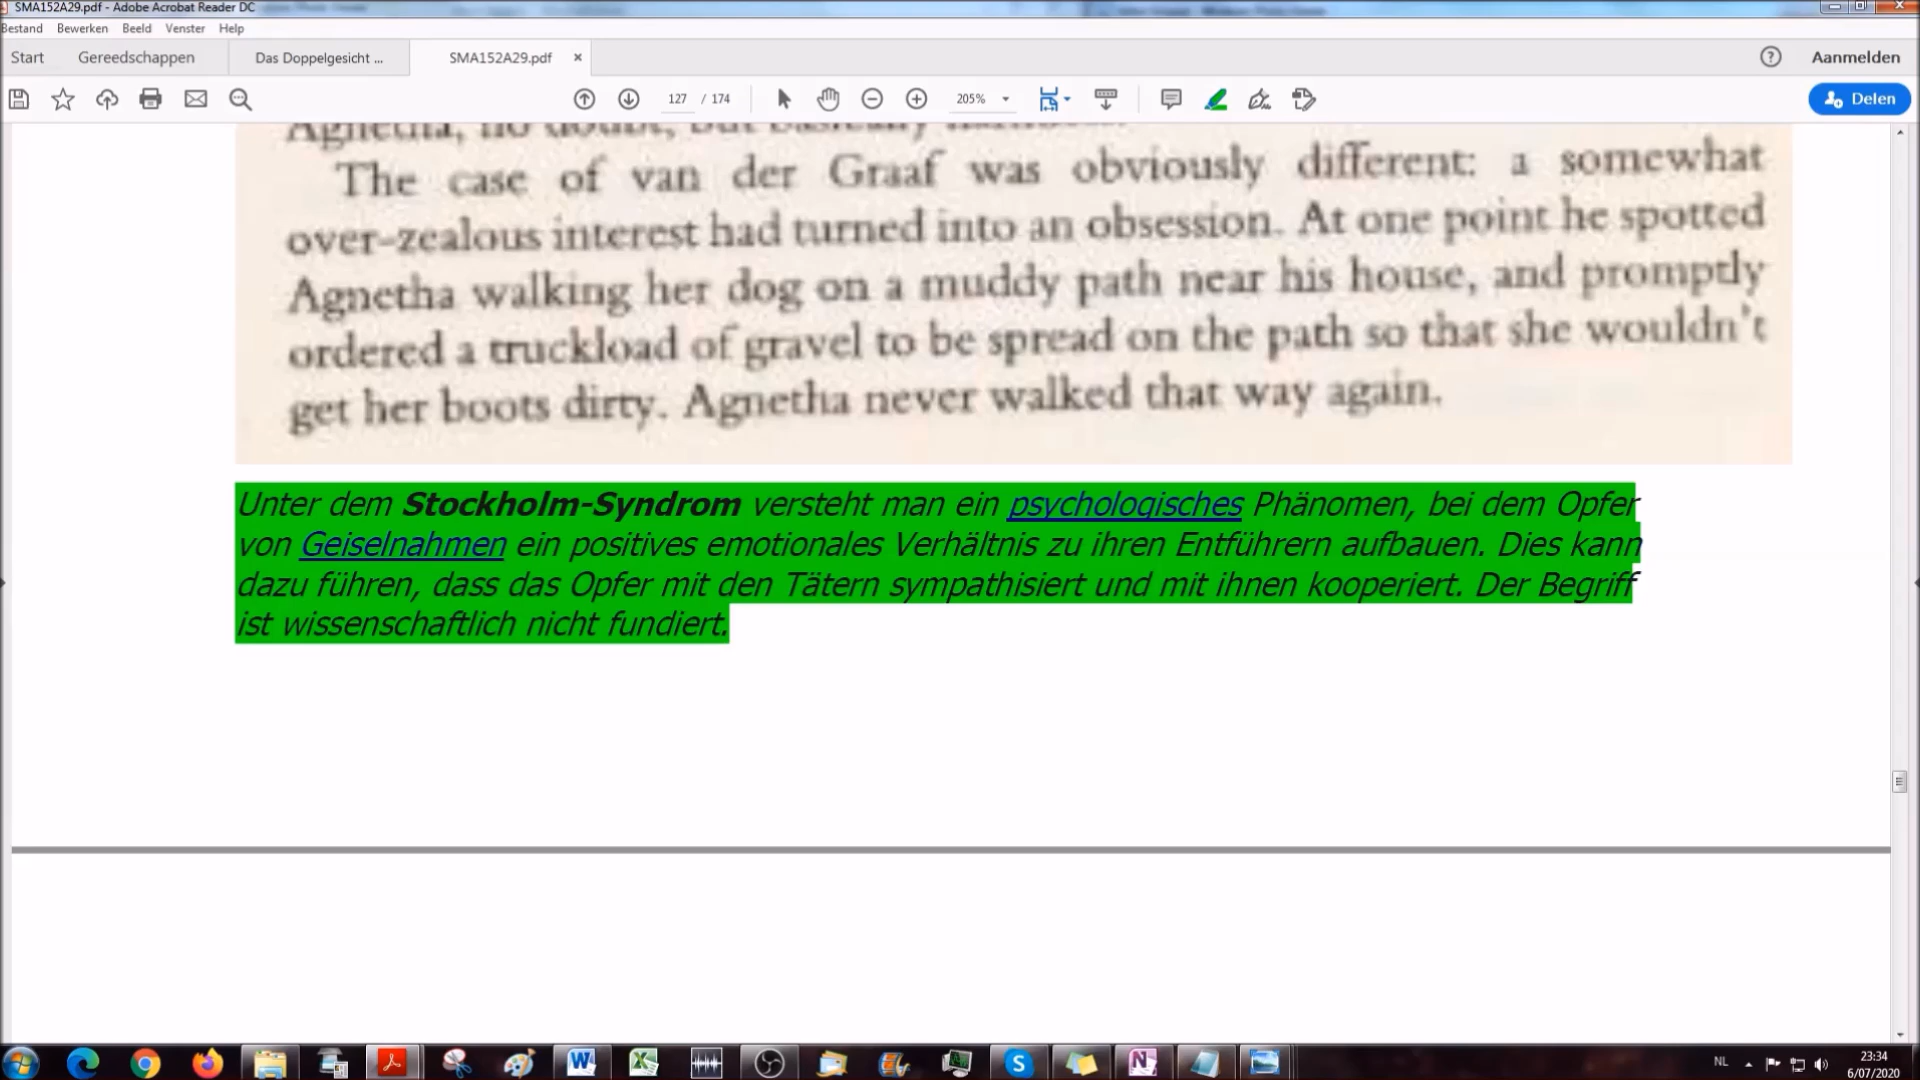 SMA152A29.pdf - Adobe Acrobat Reader DC
Bestand Bewerken Beeld Venster Help
Start Gereedschappen Das Doppelgesicht ... SMA152A29.pdf × Aanmelden
127 / 174 205% Delen
The case of van der Graaf was obviously different: a somewhat
over-zealous interest had turned into an obsession. At one point he spotted
Agnetha walking her dog on a muddy path near his house, and promptly
ordered a truckload of gravel to be spread on the path so that she wouldn't
get her boots dirty. Agnetha never walked that way again.
Unter dem Stockholm-Syndrom versteht man ein psychologisches Phänomen, bei dem Opfer
von Geiselnahmen ein positives emotionales Verhältnis zu ihren Entführern aufbauen. Dies kann
dazu führen, dass das Opfer mit den Tätern sympathisiert und mit ihnen kooperiert. Der Begriff
ist wissenschaftlich nicht fundiert.
NL 23:34
6/07/2020